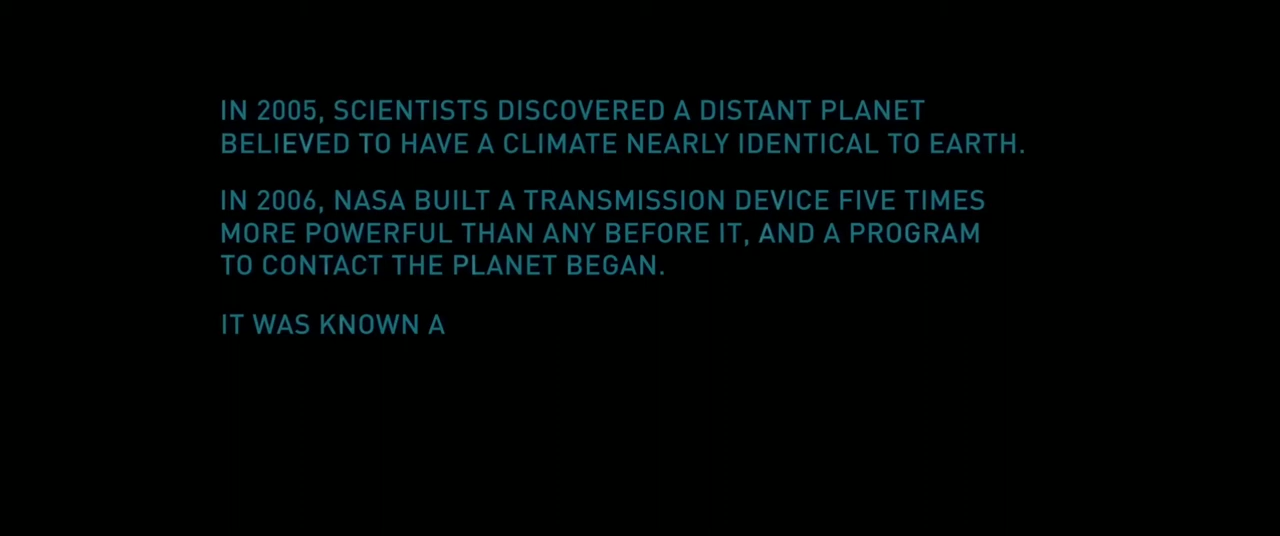 IN 2005, SCIENTISTS DISCOVERED A DISTANT PLANET
BELIEVED TO HAVE A CLIMATE NEARLY IDENTICAL TO EARTH.
IN 2006, NASA BUILT A TRANSMISSION DEVICE FIVE TIMES
MORE POWERFUL THAN ANY BEFORE IT, AND A PROGRAM
TO CONTACT THE PLANET BEGAN.
IT WAS KNOWN A